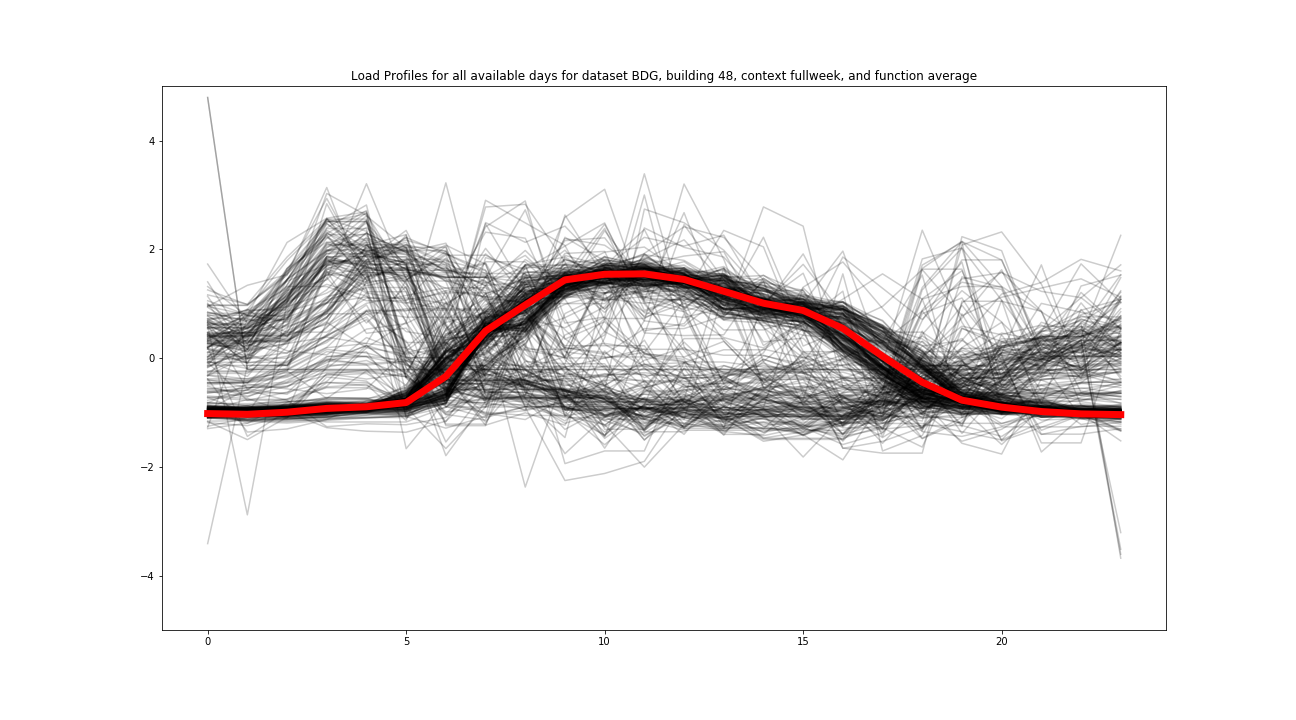 Load Profiles for all available days for dataset BDG, building 48, context fullweek, and function average
4
2
0
−2
−4
0 5 10 15 20